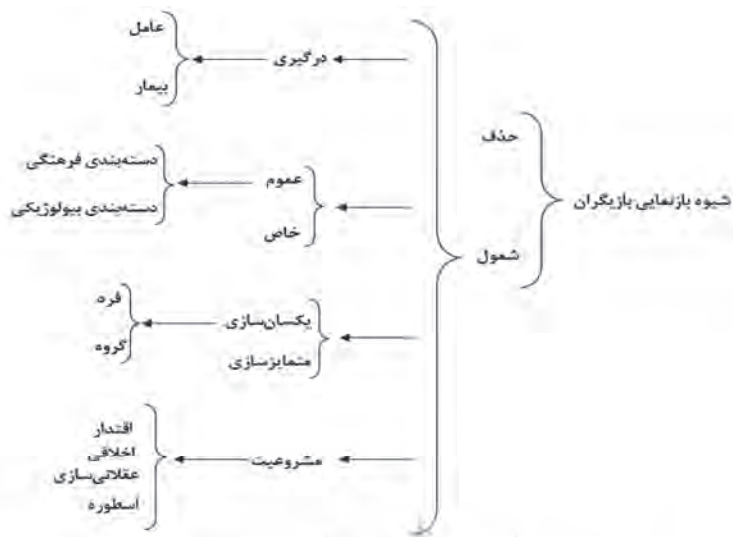 شیوه بازنمایی بازیگران
حذف
شمول
درگیری
عامل
بیمار
عموم
خاص
دسته‌بندی فرهنگی
دسته‌بندی بیولوژیکی
یکسان‌سازی
متمایزسازی
فرد
گروه
مشروعیت
اقتدار
اخلاقی
عقلانی‌سازی
اسطوره